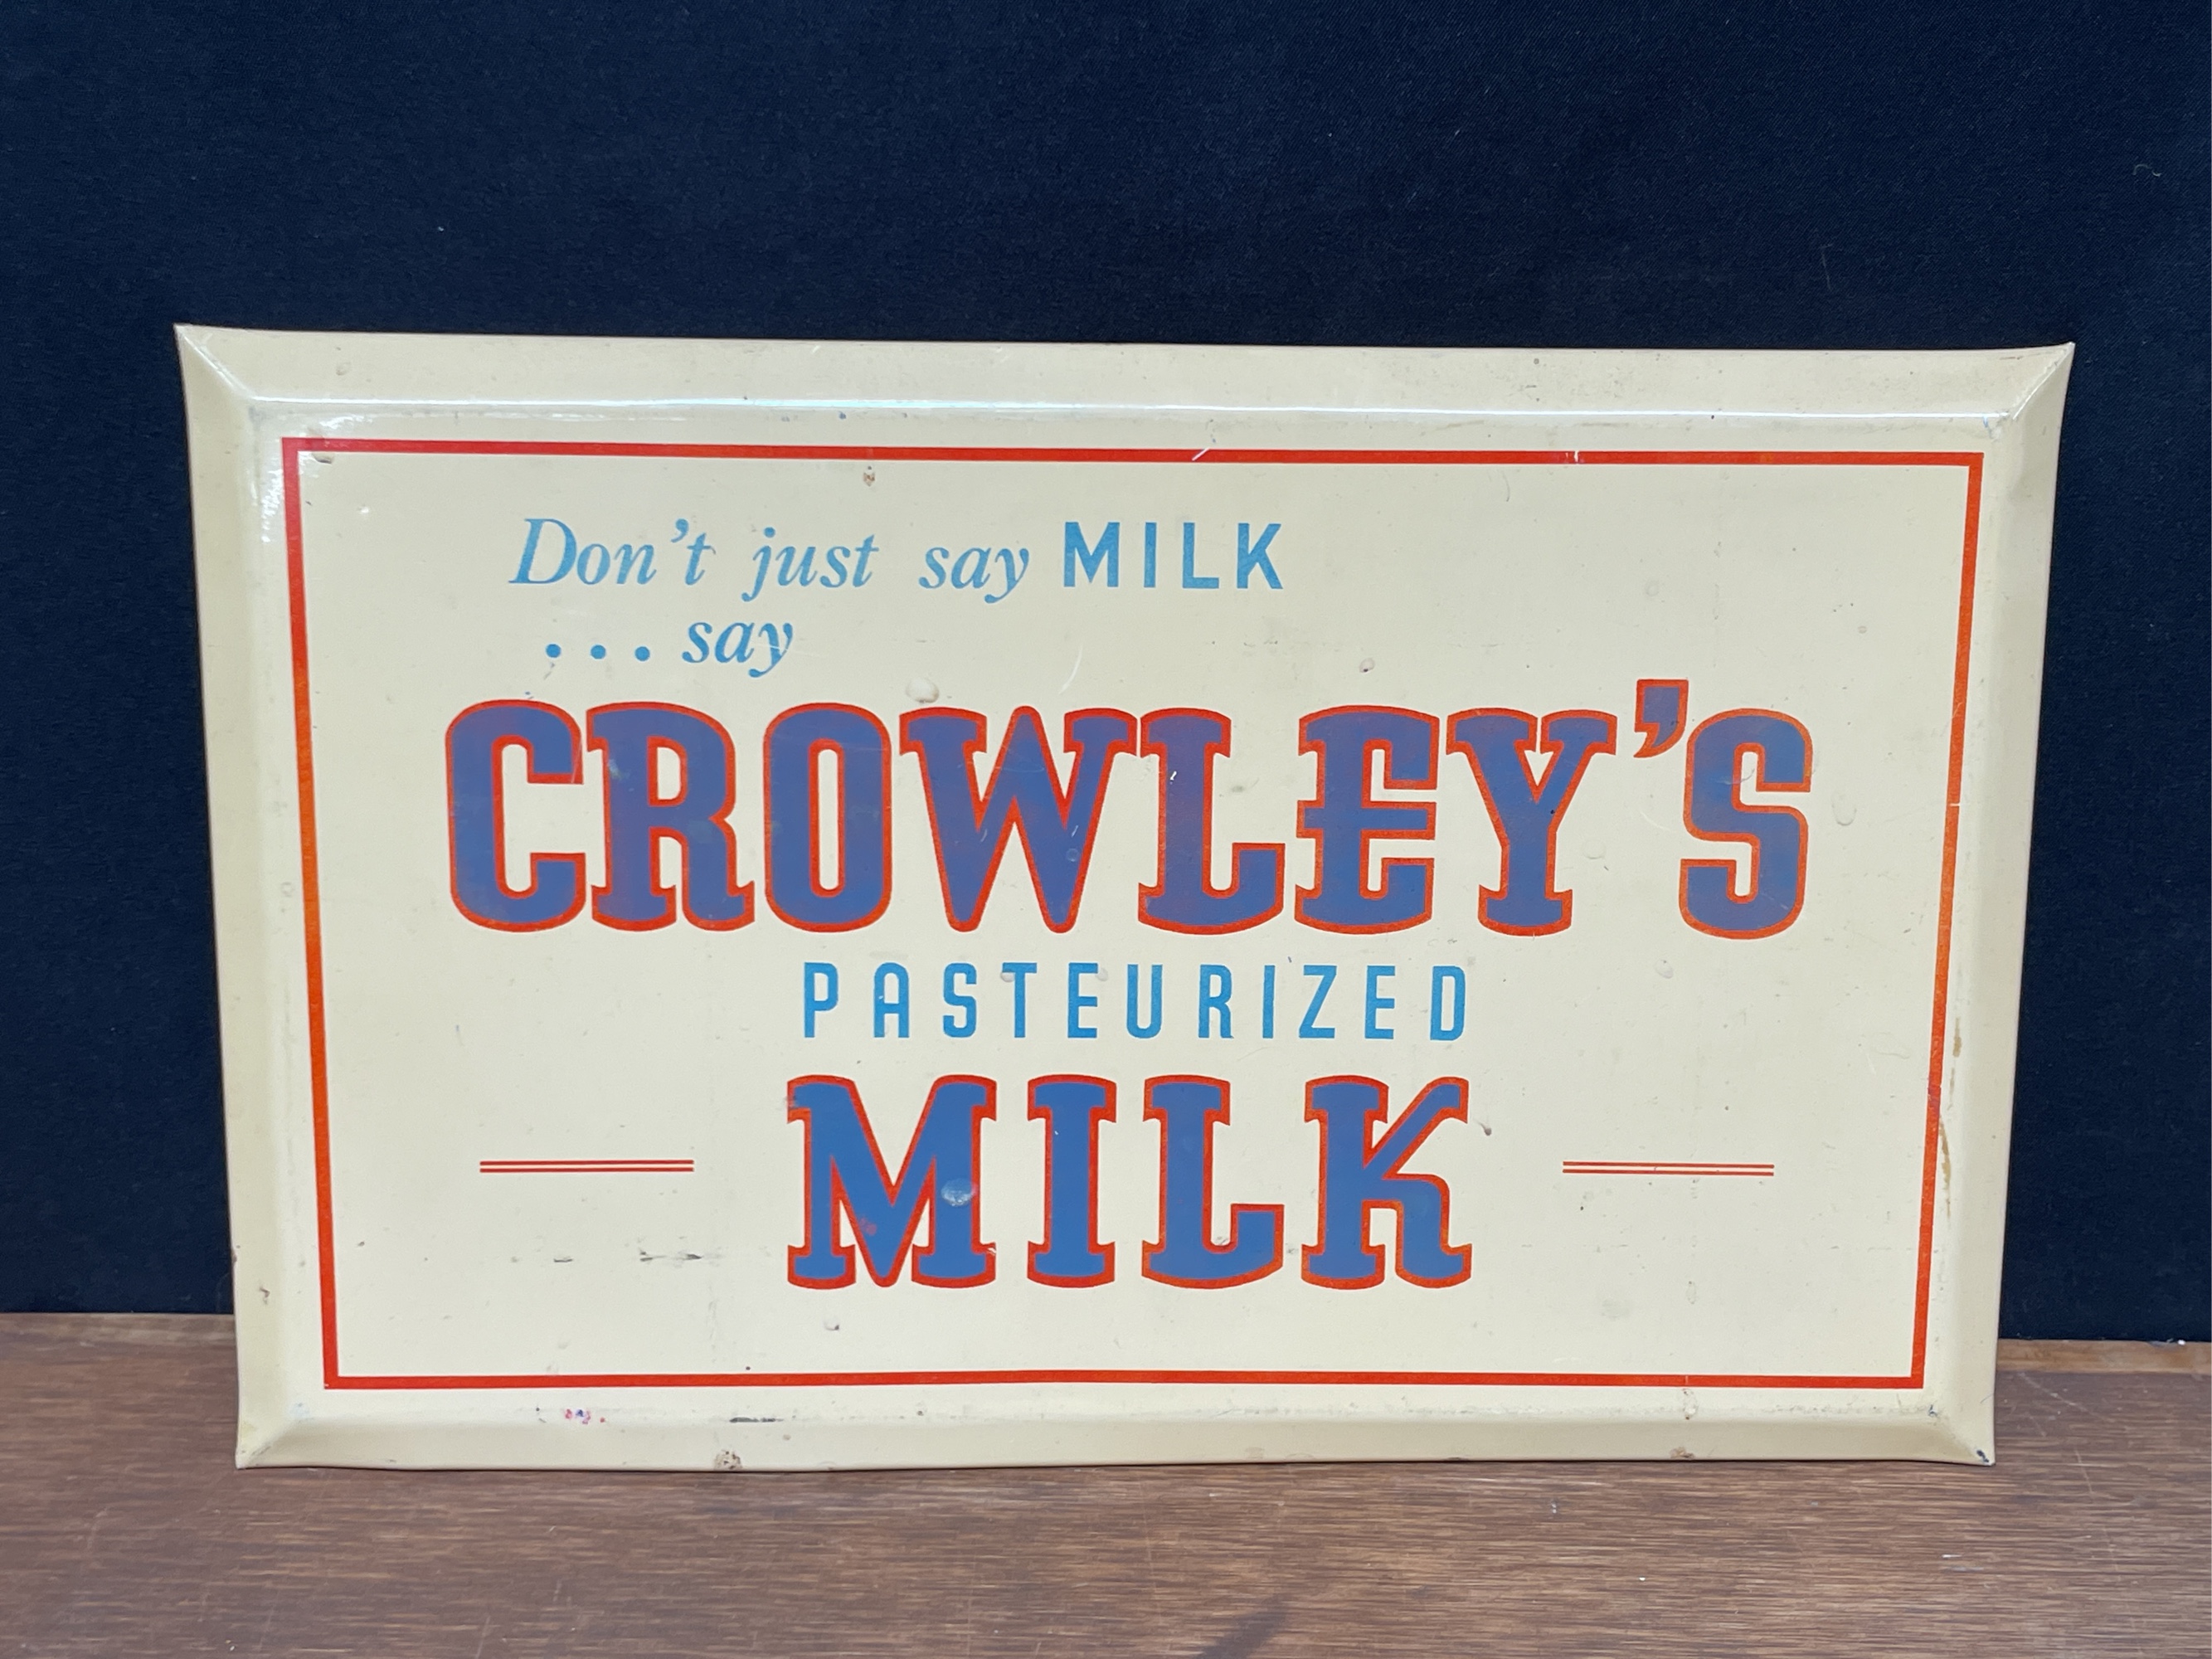 Don't just say MILK
... say
CROWLEY'S
PASTEURIZED
MILK